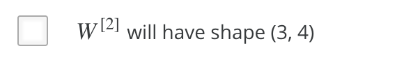 W^[2] will have shape (3, 4)